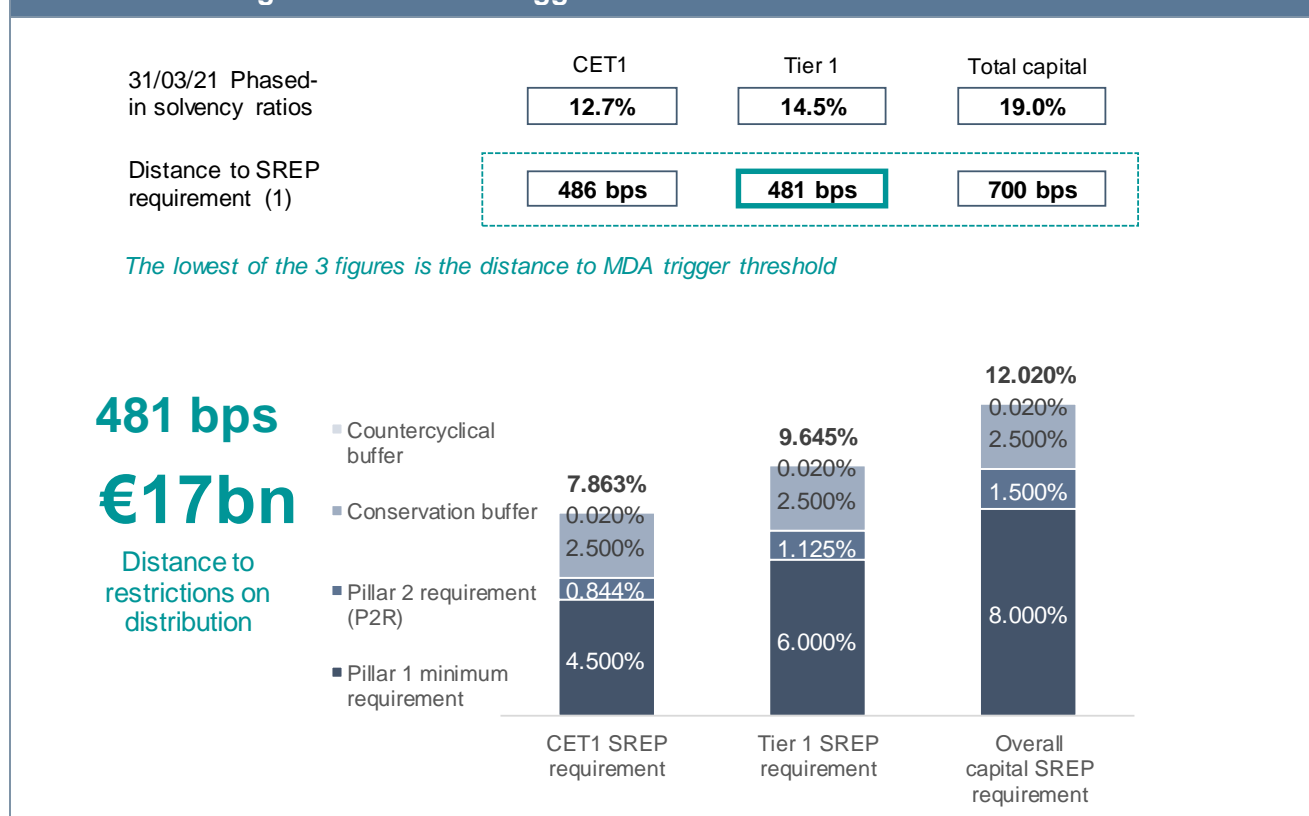 31/03/21 Phased-
in solvency ratios
CET1
Tier 1
Total capital
12.7%
14.5%
19.0%
Distance to SREP
requirement (1)
486 bps
481 bps
700 bps
The lowest of the 3 figures is the distance to MDA trigger threshold
481 bps
€17bn
Distance to
restrictions on
distribution
Countercyclical
buffer
Conservation buffer
Pillar 2 requirement
(P2R)
Pillar 1 minimum
requirement
7.863%
0.020%
2.500%
0.844%
4.500%
CET1 SREP
requirement
9.645%
0.020%
2.500%
1.125%
6.000%
Tier 1 SREP
requirement
12.020%
0.020%
2.500%
1.500%
8.000%
Overall
capital SREP
requirement